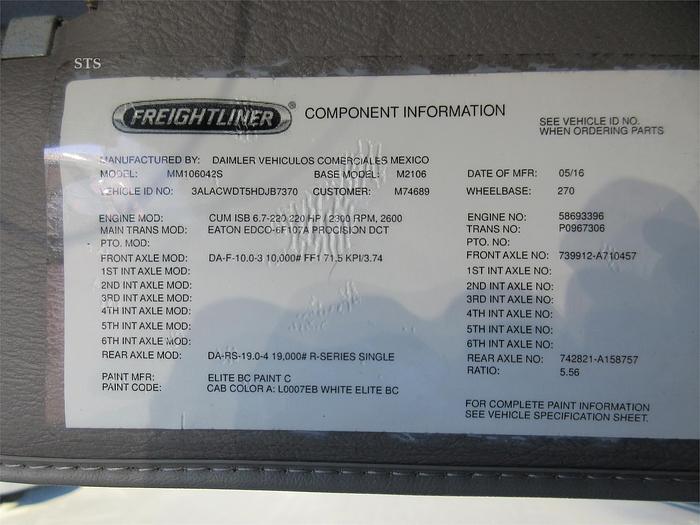 STS
FREIGHTLINER ® COMPONENT INFORMATION
SEE VEHICLE ID NO.
WHEN ORDERING PARTS
MANUFACTURED BY: DAIMLER VEHICULOS COMERCIALES MEXICO
MODEL: MM106042S BASE MODEL: M2106 DATE OF MFR: 05/16
VEHICLE ID NO: 3ALACWDT5HDJB7370 CUSTOMER: M74689 WHEELBASE: 270
ENGINE MOD: CUM ISB 6.7-220 220 HP / 2300 RPM, 2600 ENGINE NO: 58693396
MAIN TRANS MOD: EATON EDCO-6F107A PROCISION DCT TRANS NO: P0967306
PTO. MOD: PTO. NO:
FRONT AXLE MOD: DA-F-10.0-3 10,000# FF1 71.5 KPI/3.74 FRONT AXLE NO: 739912-A710457
1ST INT AXLE MOD: 1ST INT AXLE NO:
2ND INT AXLE MOD: 2ND INT AXLE NO:
3RD INT AXLE MOD: 3RD INT AXLE NO:
4TH INT AXLE MOD: 4TH INT AXLE NO:
5TH INT AXLE MOD: 5TH INT AXLE NO:
6TH INT AXLE MOD: 6TH INT AXLE NO:
REAR AXLE MOD: DA-RS-19.0-4 19,000# R-SERIES SINGLE REAR AXLE NO: 742821-A158757
RATIO: 5.56
PAINT MFR: ELITE BC PAINT C
PAINT CODE: CAB COLOR A: L0007EB WHITE ELITE BC
FOR COMPLETE PAINT INFORMATION
SEE VEHICLE SPECIFICATION SHEET.